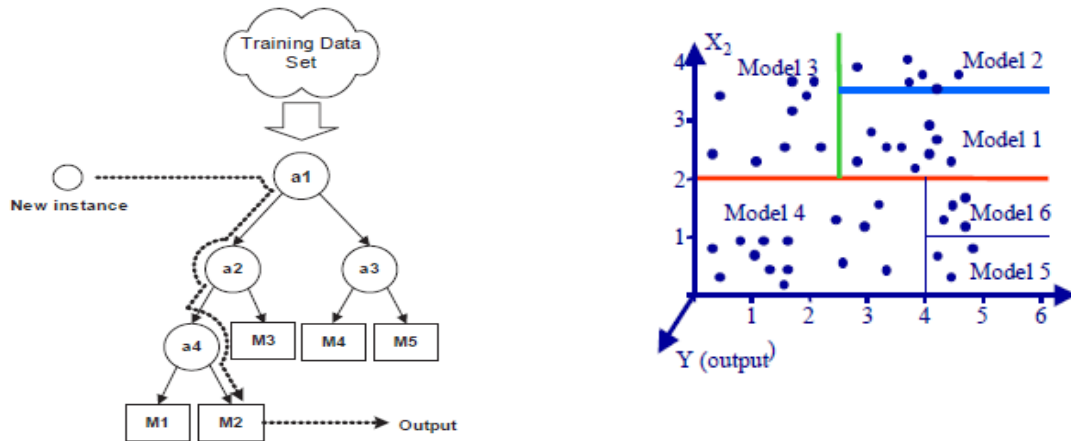 Training Data
Set
a1
New instance
a2
a3
a4
M3
M4
M5
M1
M2
Output
X2
4
3
2
1
Model 3
Model 2
Model 1
Model 4
Model 6
Model 5
1 2 3 4 5 6
Y (output)